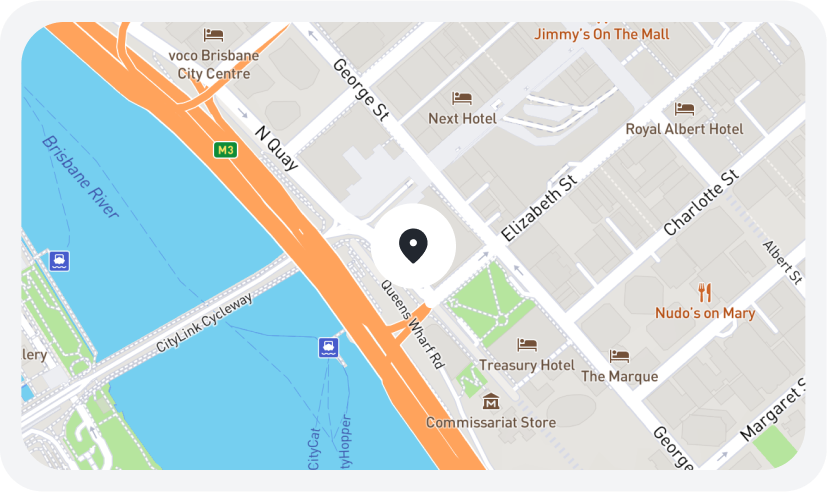 Jimmy's On The Mall
voco Brisbane
City Centre
George St
Next Hotel
Royal Albert Hotel
N Quay
M3
Brisbane River
Elizabeth St
Charlotte St
Albert St
Queens Wharf Rd
CityLink Cycleway
Nudo's on Mary
llery
Treasury Hotel
The Marque
Commissariat Store
CityCat
tyHopper
George
Margaret S